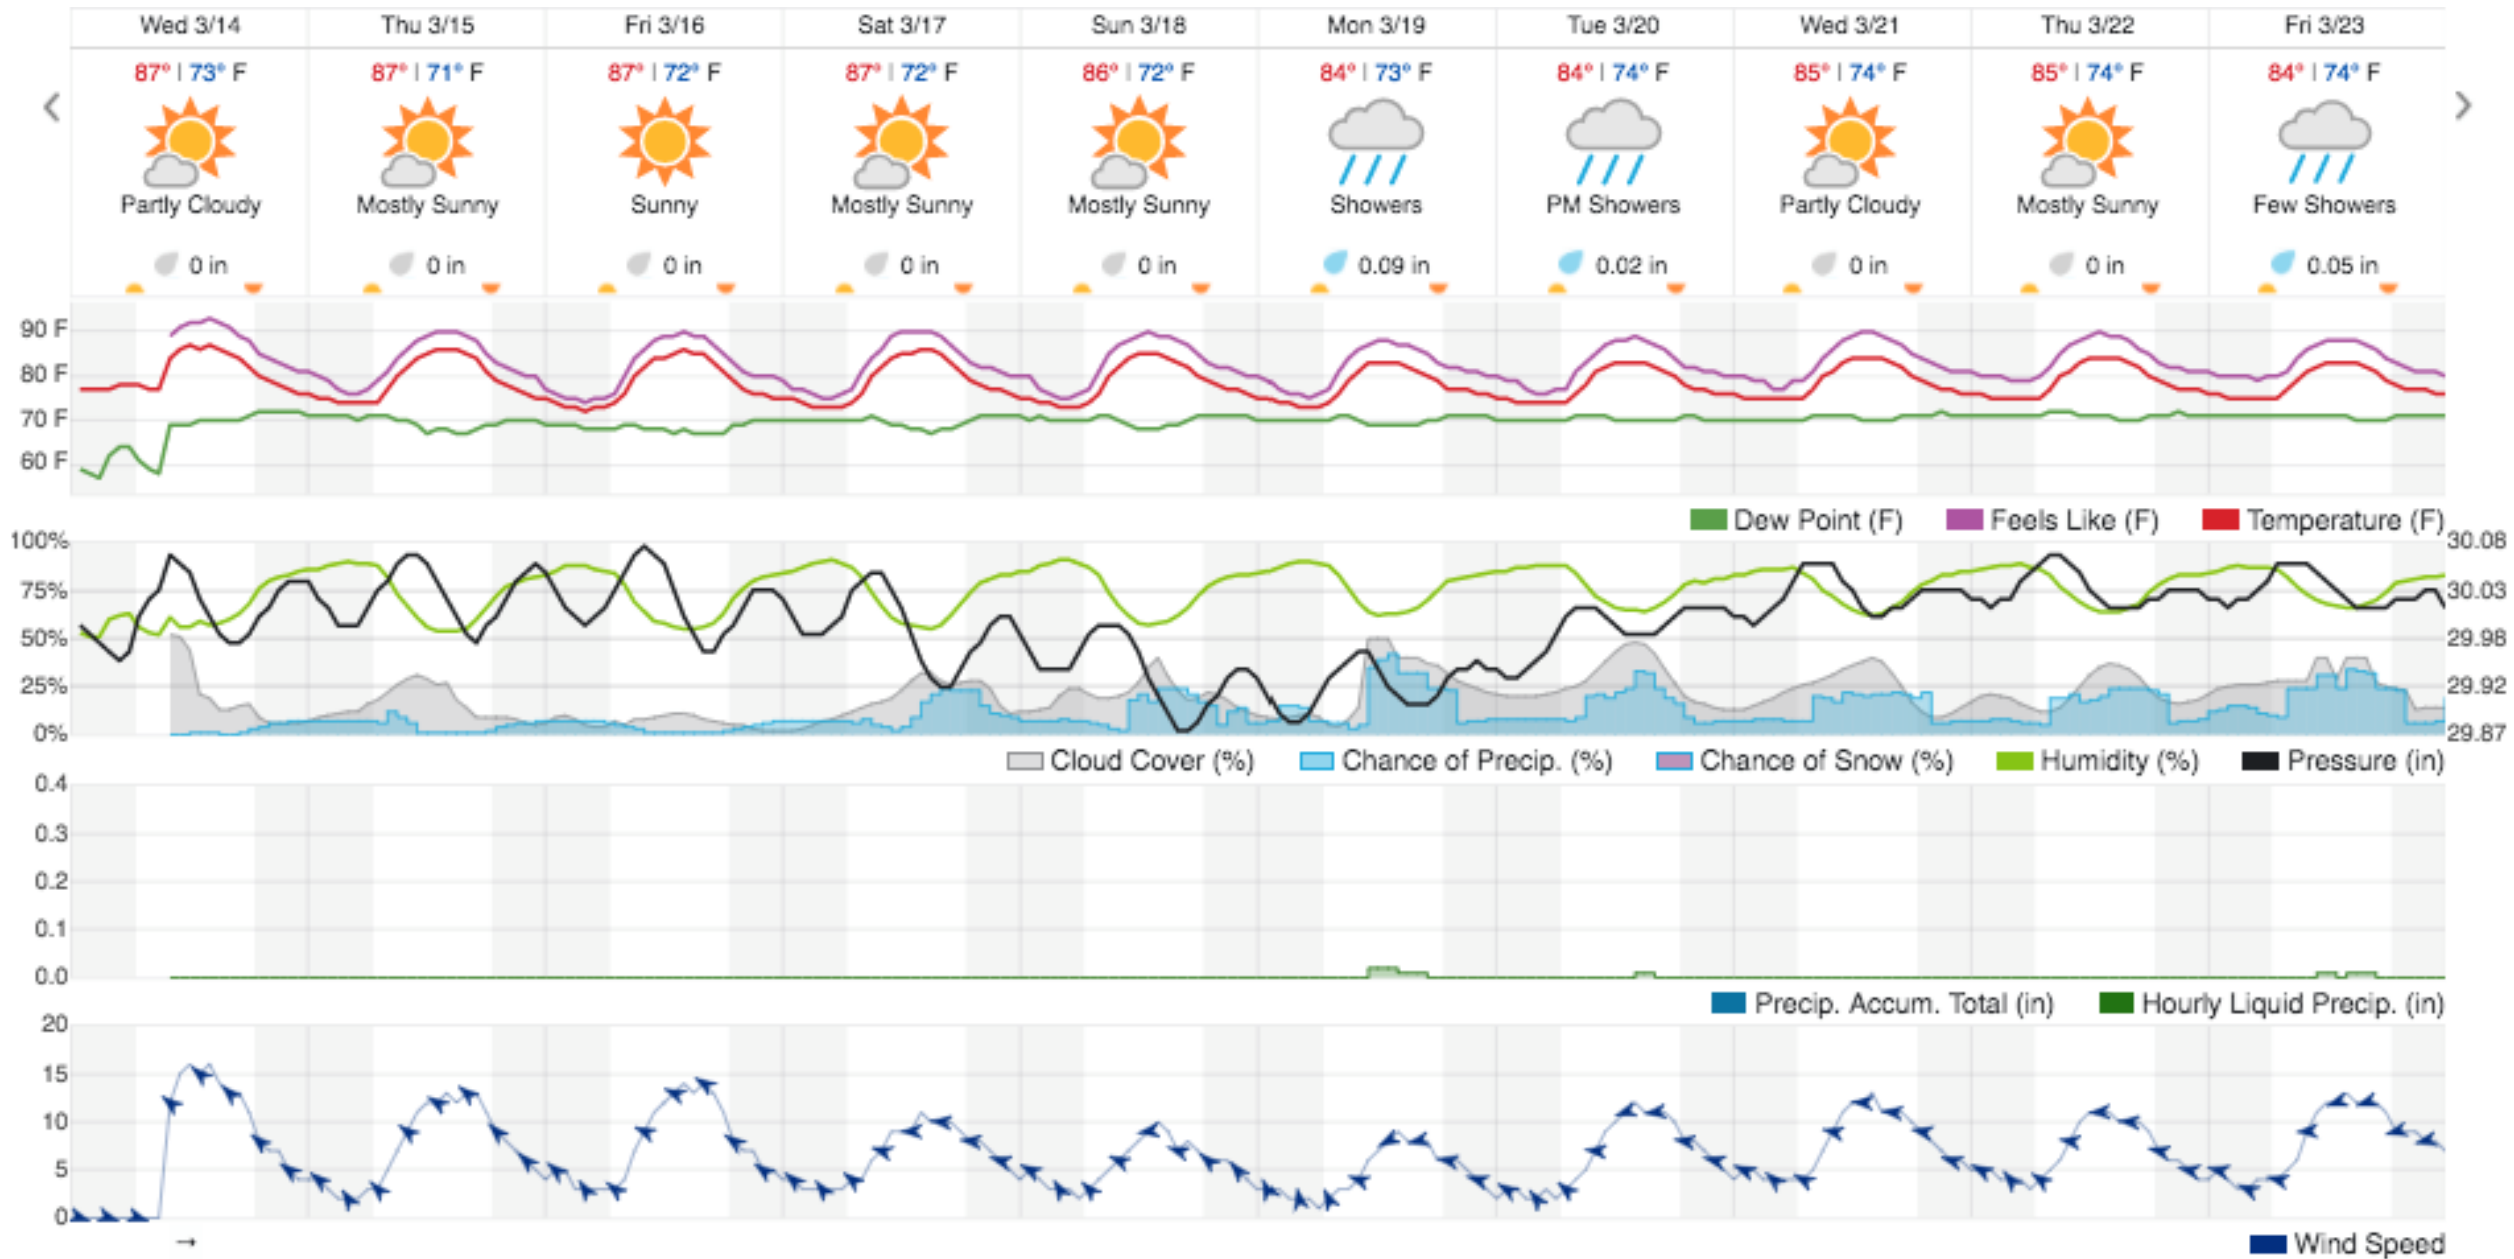 Wed 3/14 Thu 3/15 Fri 3/16 Sat 3/17 Sun 3/18 Mon 3/19 Tue 3/20 Wed 3/21 Thu 3/22 Fri 3/23
87° | 73° F 87° | 71° F 87° | 72° F 87° | 72° F 86° | 72° F 84° | 73° F 84° | 74° F 85° | 74° F 85° | 74° F 84° | 74° F
Partly Cloudy Mostly Sunny Sunny Mostly Sunny Mostly Sunny Showers PM Showers Partly Cloudy Mostly Sunny Few Showers
0 in 0 in 0 in 0 in 0 in 0.09 in 0.02 in 0 in 0 in 0.05 in
90 F
80 F
70 F
60 F
Dew Point (F) Feels Like (F) Temperature (F)
100% 30.08
75% 30.03
50% 29.98
25% 29.92
0% 29.87
Cloud Cover (%) Chance of Precip. (%) Chance of Snow (%) Humidity (%) Pressure (in)
0.4
0.3
0.2
0.1
0.0
Precip. Accum. Total (in) Hourly Liquid Precip. (in)
20
15
10
5
0
→ Wind Speed